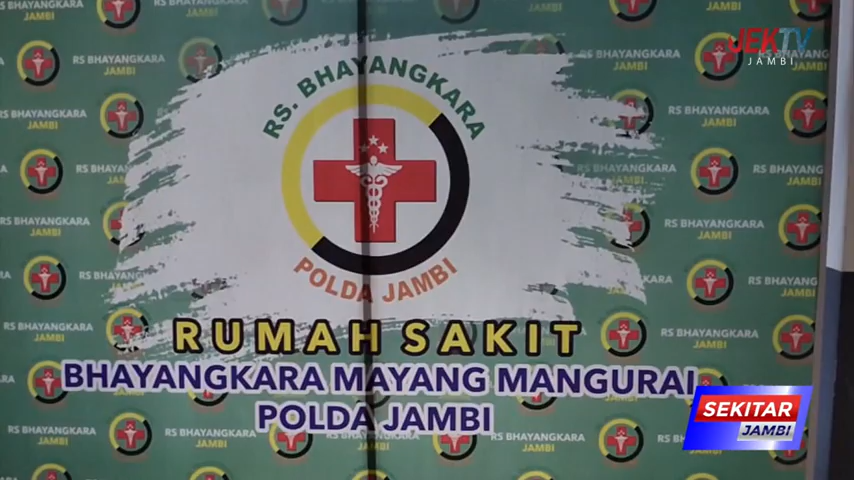 JEKTV
JAMBI
RS. BHAYANGKARA
POLDA JAMBI
RUMAH SAKIT
BHAYANGKARA MAYANG MANGURAI
POLDA JAMBI
RS BHAYANGKARA
JAMBI
SEKITAR
JAMBI